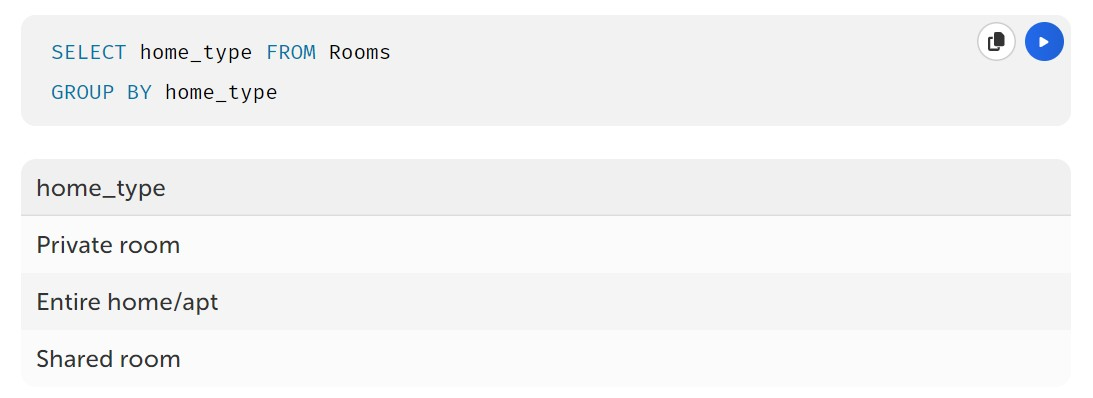 SELECT home_type FROM Rooms
GROUP BY home_type
home_type
Private room
Entire home/apt
Shared room